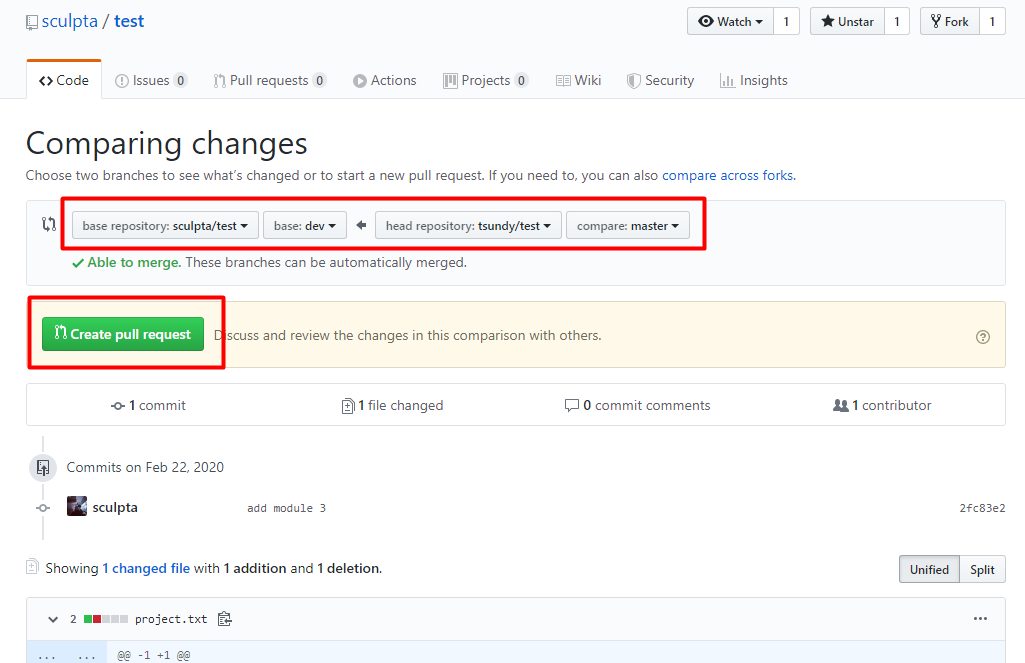 sculpta / test
Watch 1 Unstar 1 Fork 1
Code Issues 0 Pull requests 0 Actions Projects 0 Wiki Security Insights
Comparing changes
Choose two branches to see what's changed or to start a new pull request. If you need to, you can also compare across forks.
base repository: sculpta/test base: dev head repository: tsundy/test compare: master
Able to merge. These branches can be automatically merged.
Create pull request Discuss and review the changes in this comparison with others.
1 commit 1 file changed 0 commit comments 1 contributor
Commits on Feb 22, 2020
sculpta add module 3 2fc83e2
Showing 1 changed file with 1 addition and 1 deletion.
Unified Split
2 project.txt ...
... ... @@ -1 +1 @@